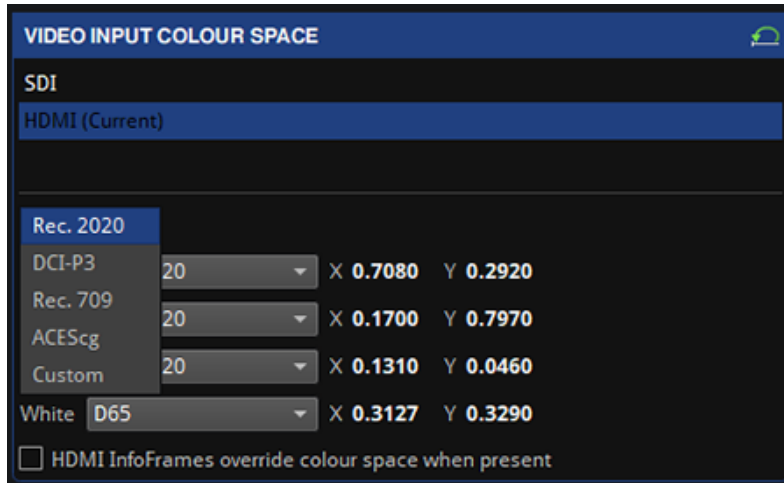 VIDEO INPUT COLOUR SPACE
SDI
HDMI (Current)
Rec. 2020
DCI-P3 20 X 0.7080 Y 0.2920
Rec. 709
ACEScg 20 X 0.1700 Y 0.7970
Custom 20 X 0.1310 Y 0.0460
White D65 X 0.3127 Y 0.3290
HDMI InfoFrames override colour space when present